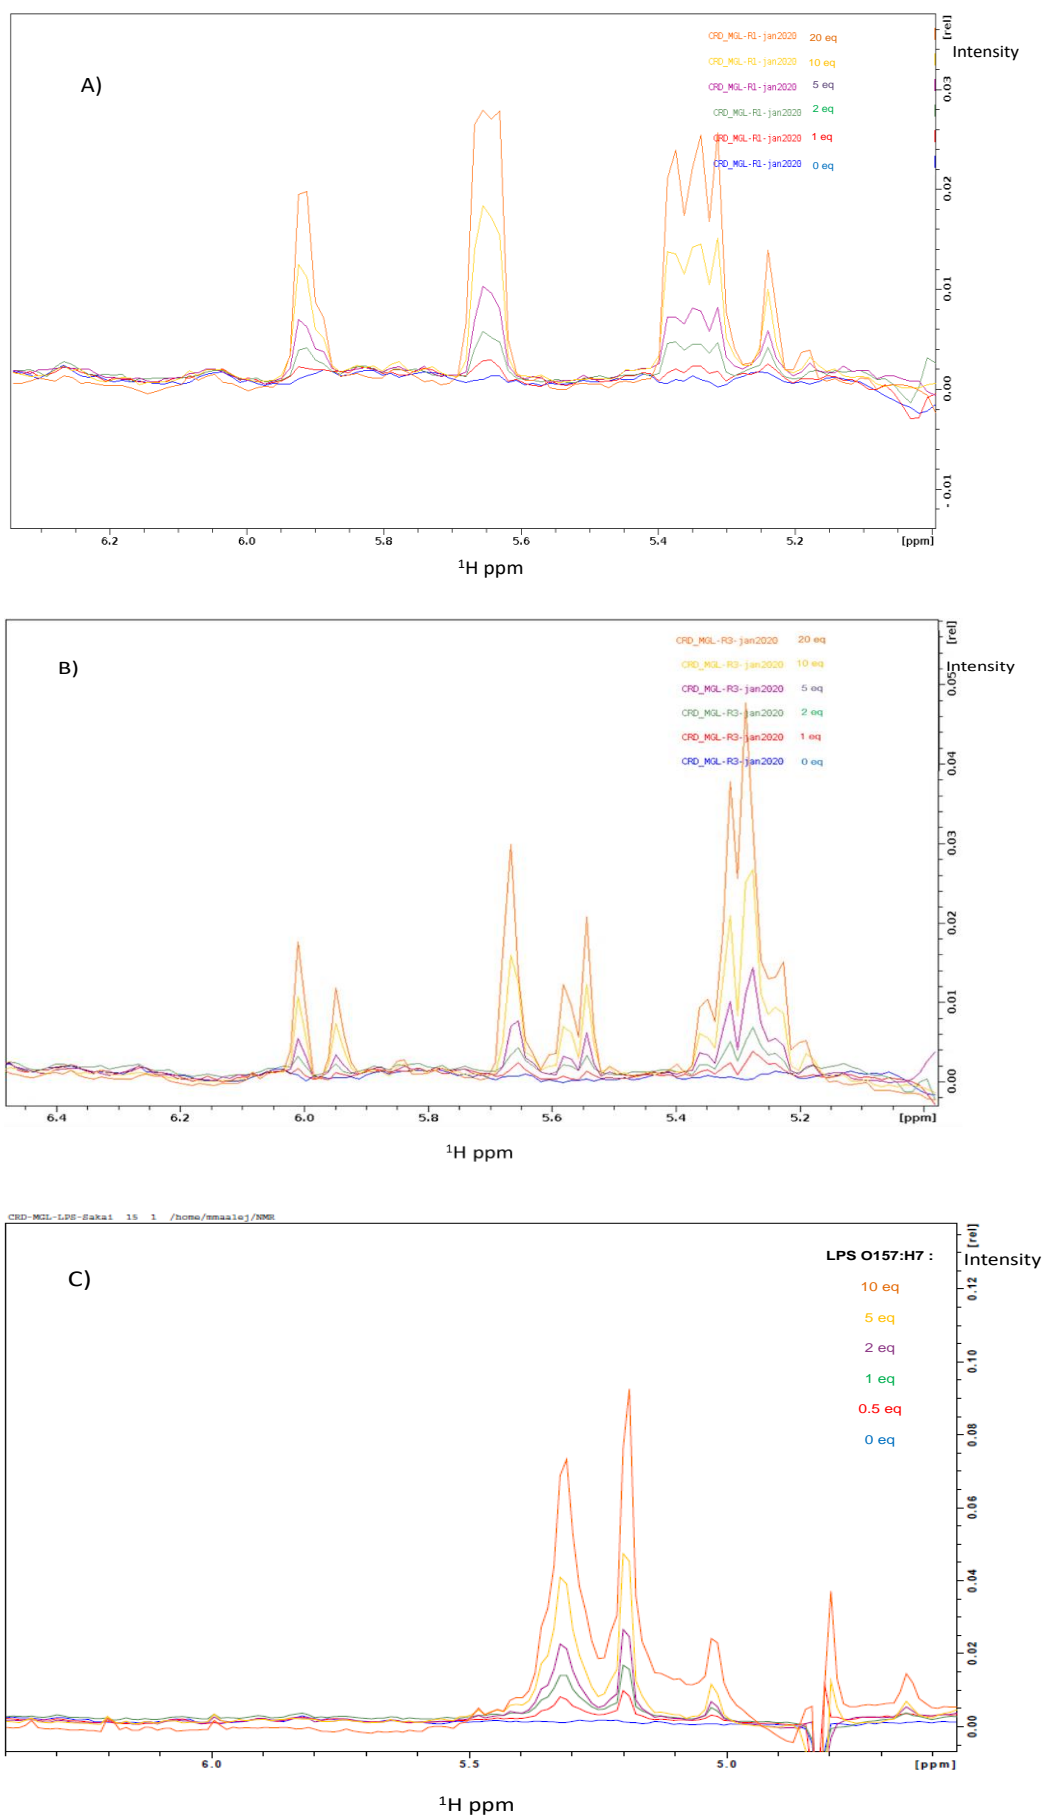 A)
CRD_MGL-R1-jan2020 20 eq
CRD_MGL-R1-jan2020 10 eq
CRD_MGL-R1-jan2020 5 eq
CRD_MGL-R1-jan2020 2 eq
CRD_MGL-R1-jan2020 1 eq
CRD_MGL-R1-jan2020 0 eq
[rel]
Intensity
0.03
0.02
0.01
0.00
- 0.01
6.2 6.0 5.8 5.6 5.4 5.2 [ppm]
1H ppm
B)
CRD_MGL-R3-jan2020 20 eq
CRD_MGL-R3-jan2020 10 eq
CRD_MGL-R3-jan2020 5 eq
CRD_MGL-R3-jan2020 2 eq
CRD_MGL-R3-jan2020 1 eq
CRD_MGL-R3-jan2020 0 eq
[rel]
Intensity
0.05
0.04
0.03
0.02
0.01
0.00
6.4 6.2 6.0 5.8 5.6 5.4 5.2 [ppm]
1H ppm
CRD-MGL-LPS-Sakai 15 1 /home/mmaalej/NMR
C)
LPS O157:H7 :
10 eq
5 eq
2 eq
1 eq
0.5 eq
0 eq
[rel]
Intensity
0.12
0.10
0.08
0.06
0.04
0.02
0.00
6.0 5.5 5.0 [ppm]
1H ppm